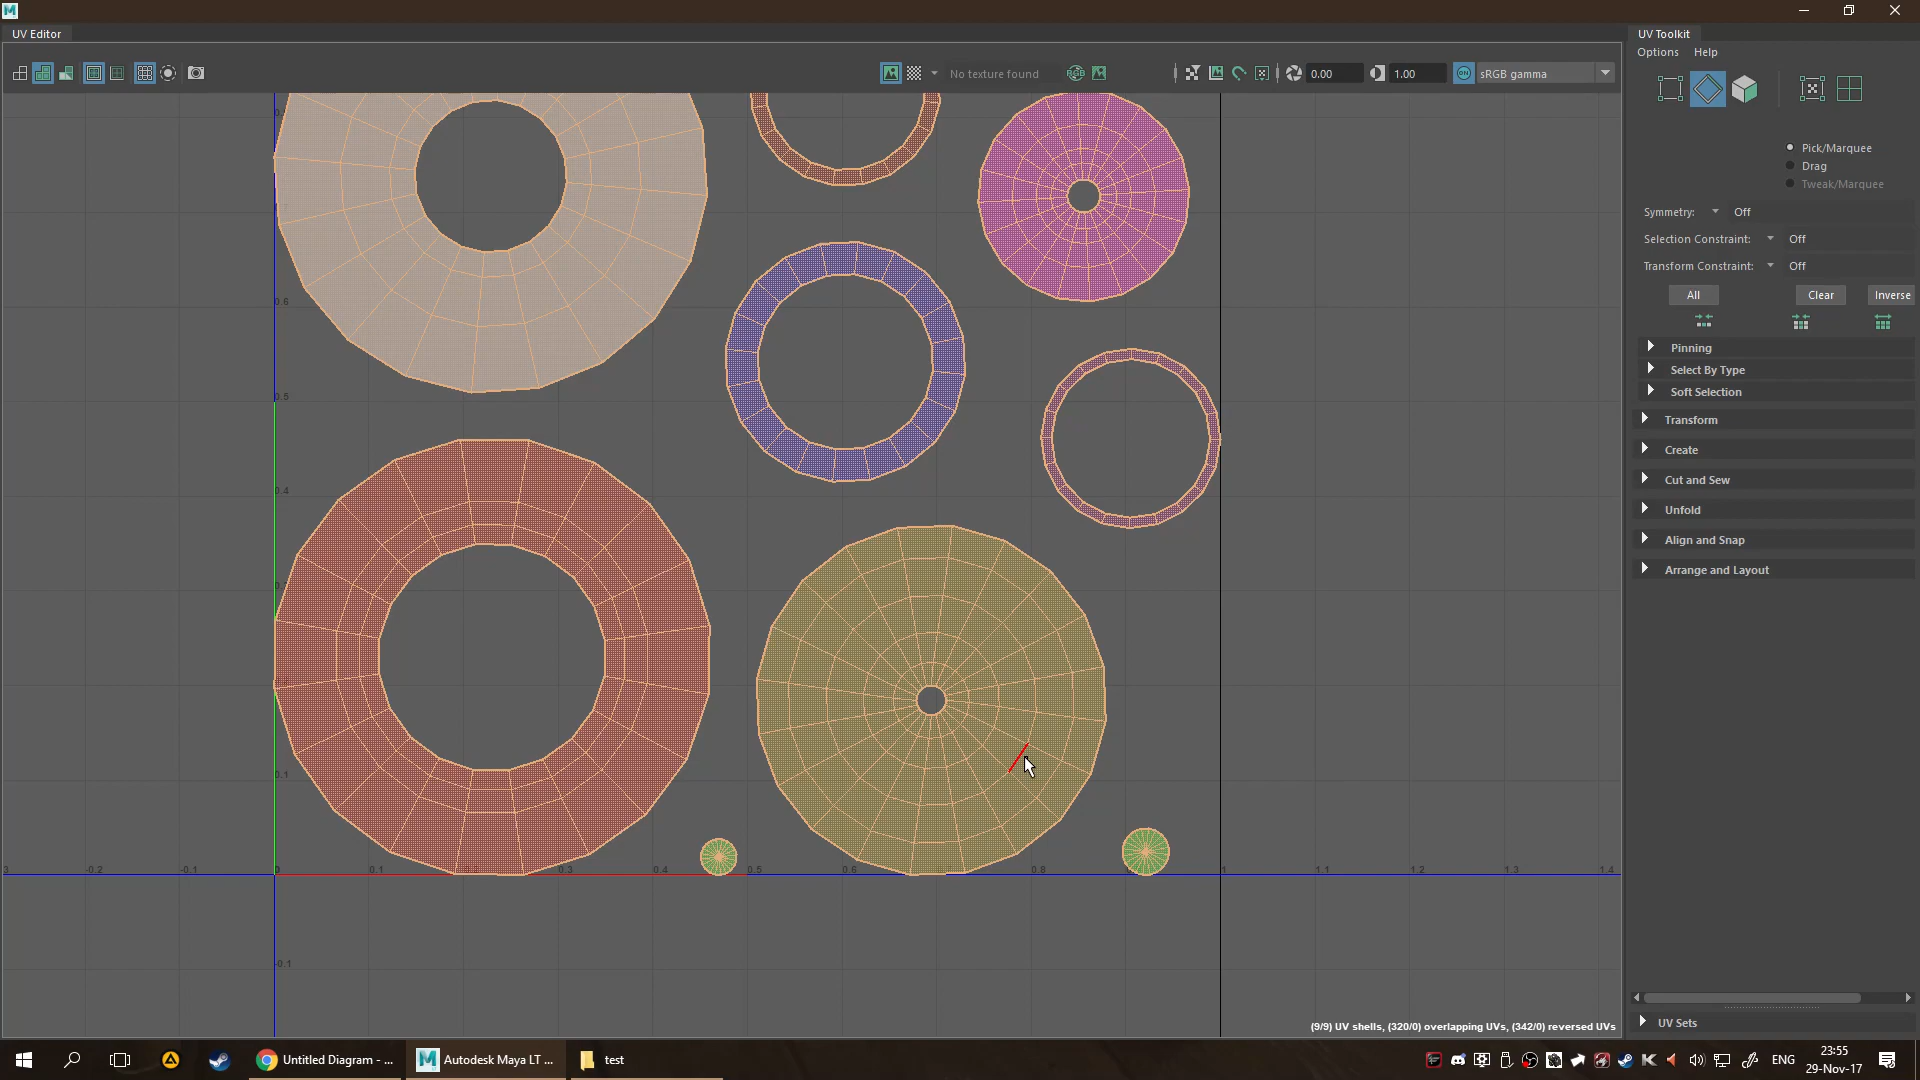 UV Editor
UV Toolkit
Options Help
No texture found
0.00
1.00
sRGB gamma
Pick/Marquee
Drag
Tweak/Marquee
Symmetry: Off
Selection Constraint: Off
Transform Constraint: Off
All Clear Inverse
Pinning
Select By Type
Soft Selection
Transform
Create
Cut and Sew
Unfold
Align and Snap
Arrange and Layout
0.6
0.5
0.4
0.1
-0.2 -0.1 0 0.1 0.2 0.3 0.4 0.5 0.6 0.8 1 1.1 1.2 1.3 1.4
-0.1
(9/9) UV shells, (320/0) overlapping UVs, (342/0) reversed UVs
UV Sets
Untitled Diagram - ...
Autodesk Maya LT ...
test
ENG
23:55
29-Nov-17